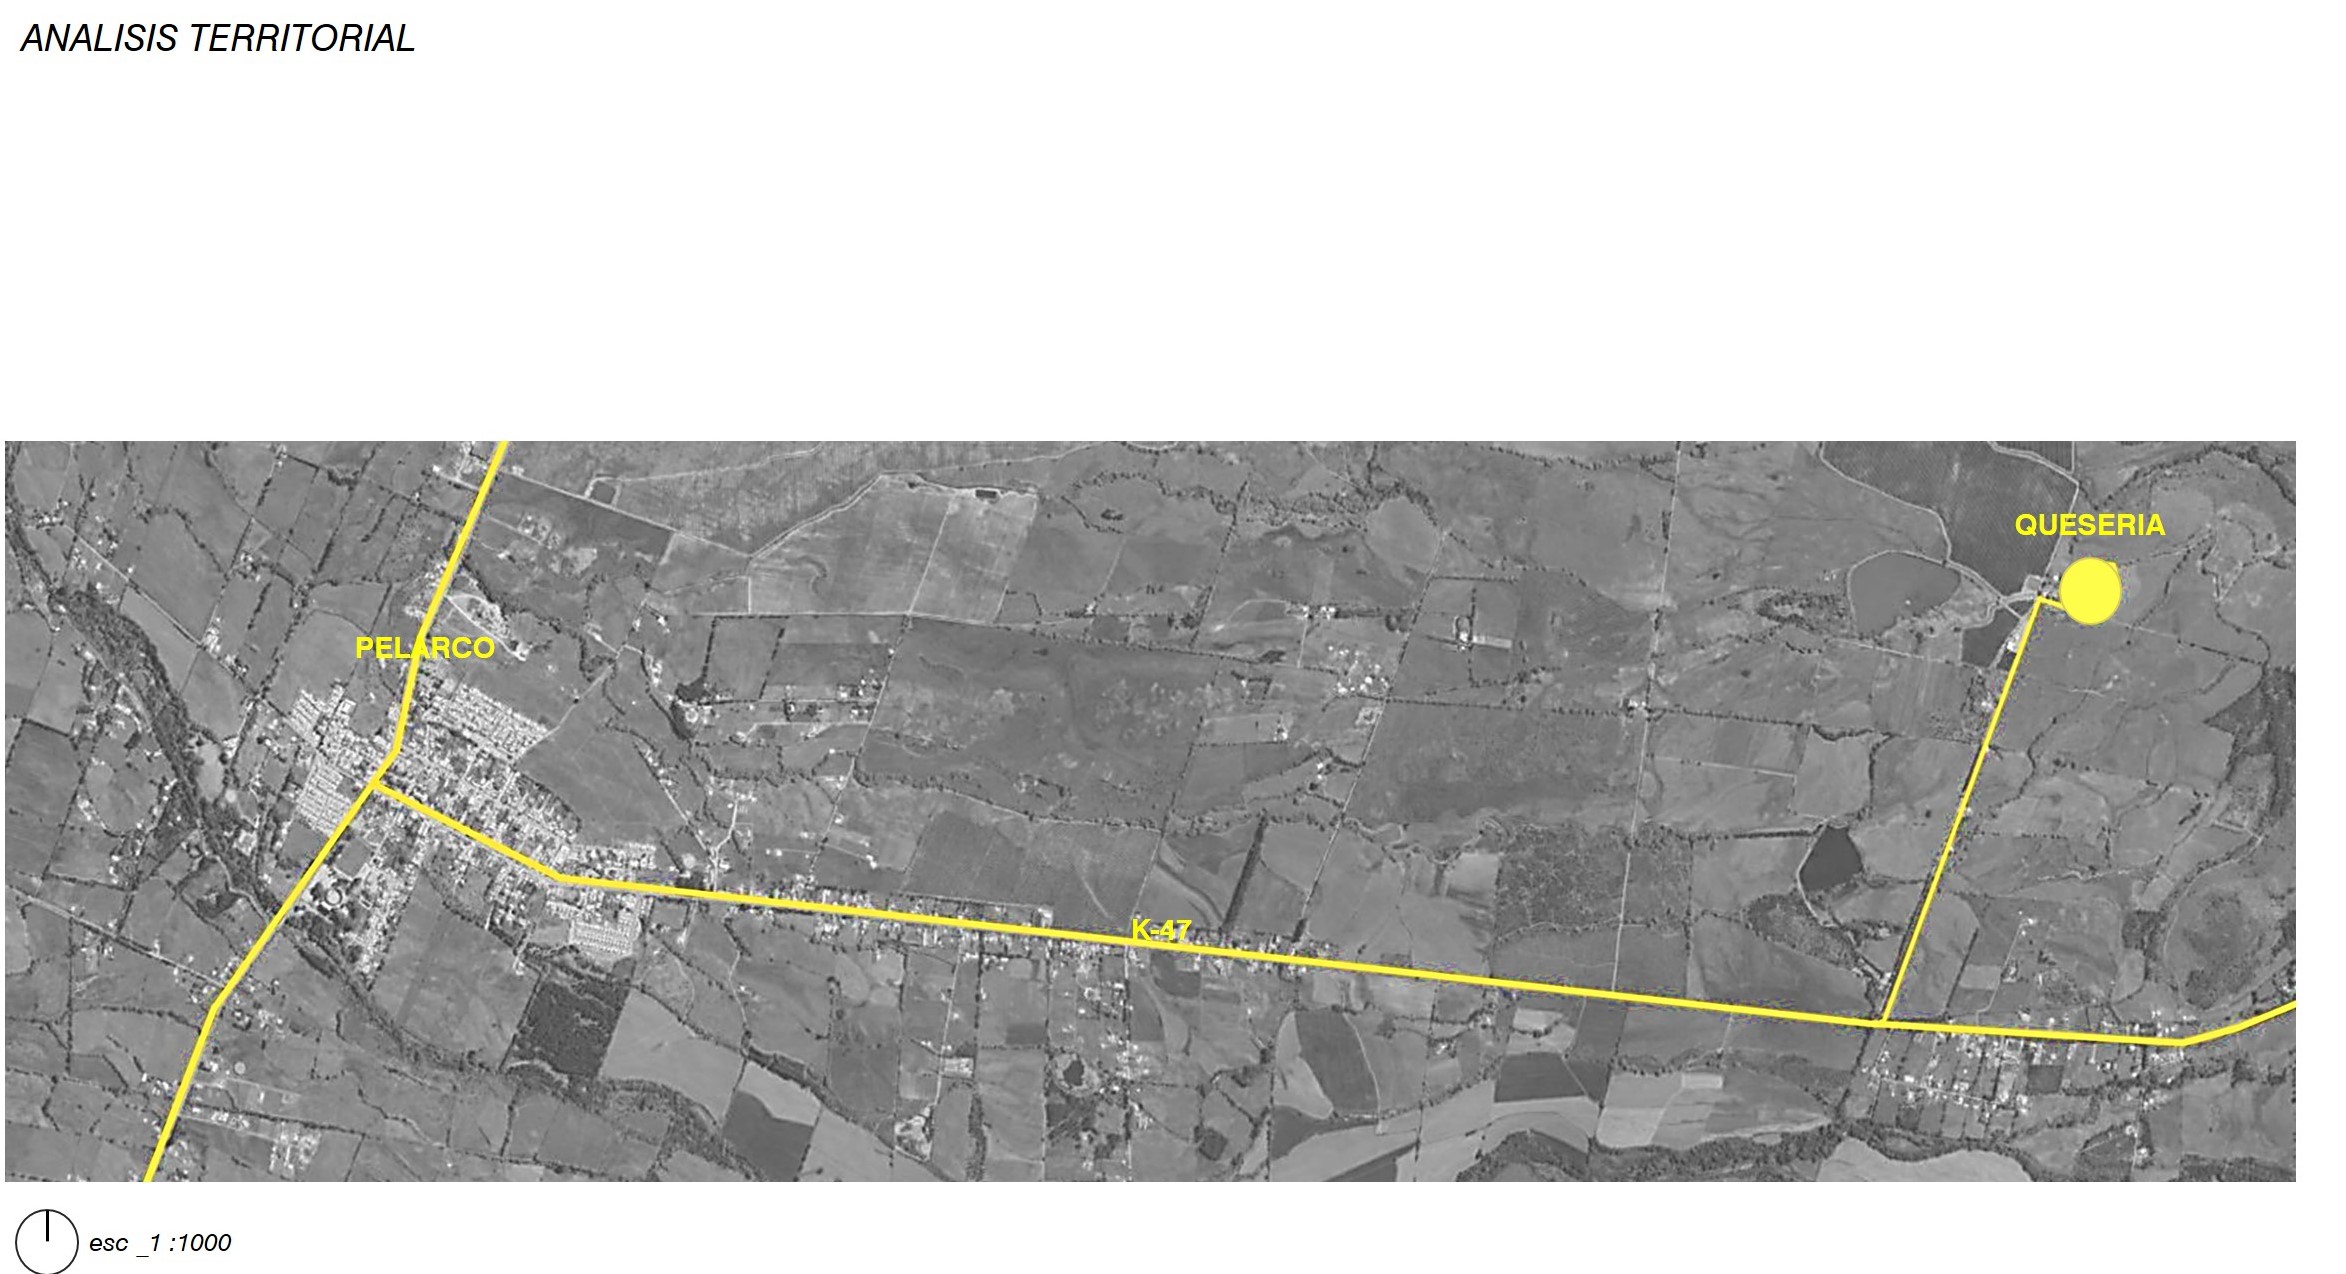 ANALISIS TERRITORIAL
QUESERIA
PELARCO
K-47
esc _1 :1000